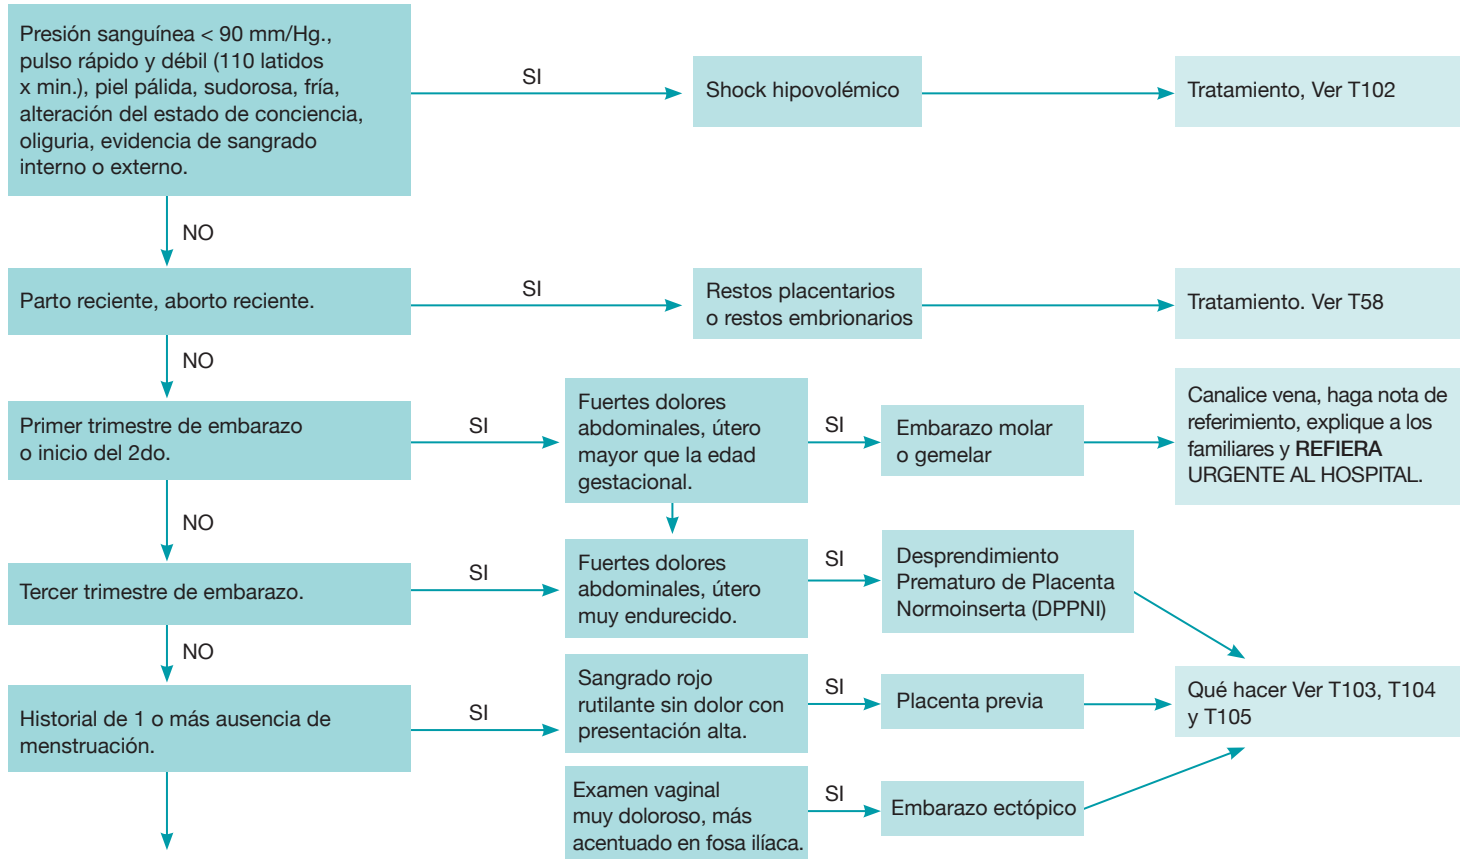 Presión sanguínea < 90 mm/Hg.,
pulso rápido y débil (110 latidos
x min.), piel pálida, sudorosa, fría,
alteración del estado de conciencia,
oliguria, evidencia de sangrado
interno o externo.
SI
Shock hipovolémico
Tratamiento, Ver T102
NO
Parto reciente, aborto reciente.
SI
Restos placentarios
o restos embrionarios
Tratamiento. Ver T58
NO
Primer trimestre de embarazo
o inicio del 2do.
SI
Fuertes dolores
abdominales, útero
mayor que la edad
gestacional.
SI
Embarazo molar
o gemelar
Canalice vena, haga nota de
referimiento, explique a los
familiares y REFIERA
URGENTE AL HOSPITAL.
NO
Tercer trimestre de embarazo.
SI
Fuertes dolores
abdominales, útero
muy endurecido.
SI
Desprendimiento
Prematuro de Placenta
Normoinserta (DPPNI)
NO
Historial de 1 o más ausencia de
menstruación.
SI
Sangrado rojo
rutilante sin dolor con
presentación alta.
SI
Placenta previa
Qué hacer Ver T103, T104
y T105
Examen vaginal
muy doloroso, más
acentuado en fosa ilíaca.
SI
Embarazo ectópico